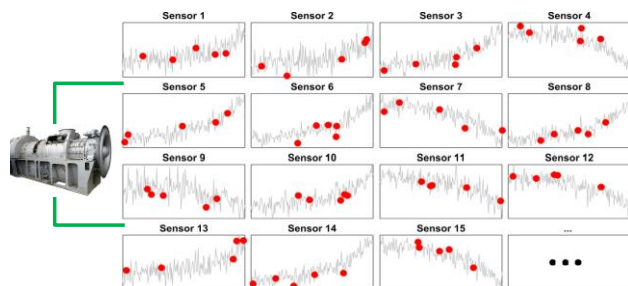 Sensor 1
Sensor 2
Sensor 3
Sensor 4
Sensor 5
Sensor 6
Sensor 7
Sensor 8
Sensor 9
Sensor 10
Sensor 11
Sensor 12
Sensor 13
Sensor 14
Sensor 15
...